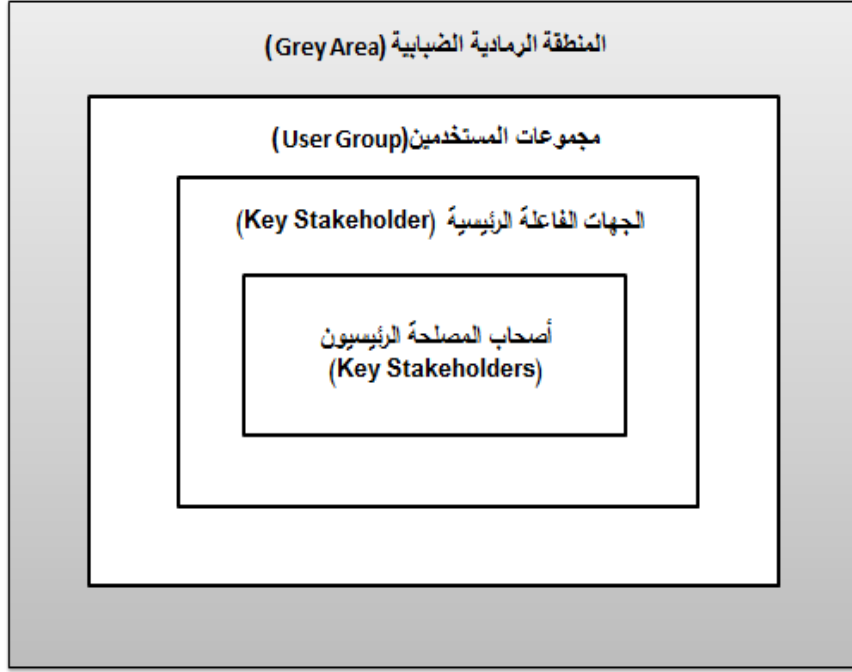 المنطقة الرمادية الضبابية (Grey Area)
مجموعات المستخدمين(User Group)
الجهات الفاعلة الرئيسية (Key Stakeholder)
أصحاب المصلحة الرئيسيون
(Key Stakeholders)